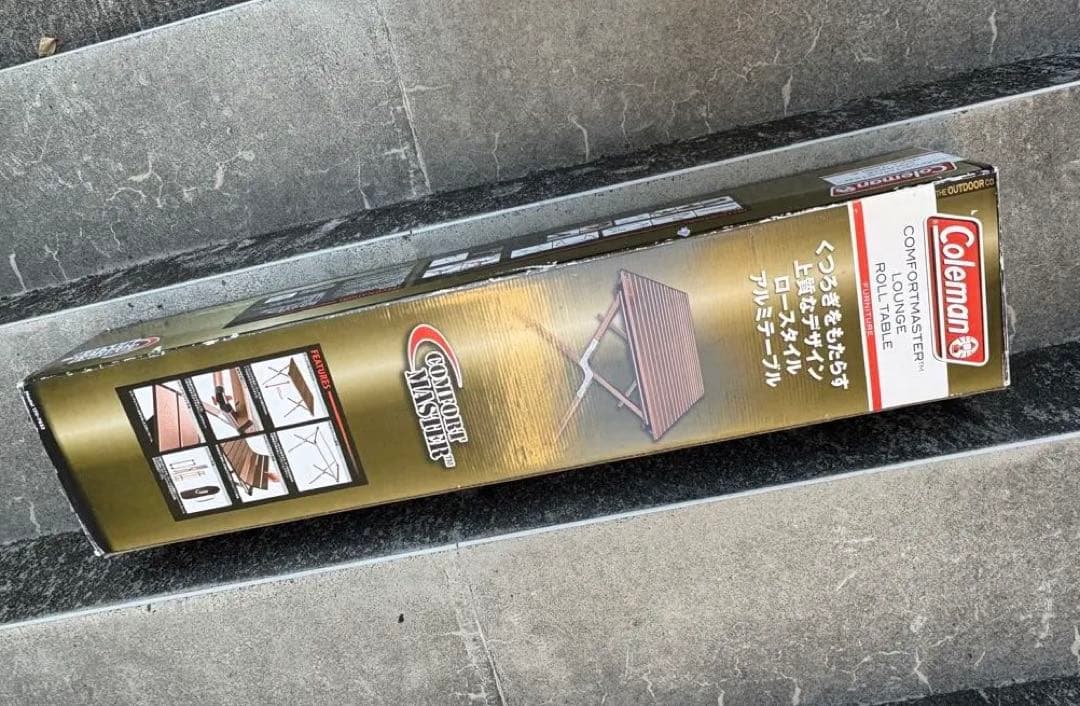 THE OUTDOOR CO
Coleman
COMFORTMASTER™
LOUNGE
ROLL TABLE
FURNITURE
くつろぎをもたらす
上質なデザイン
ロースタイル
アルミテーブル
COMFORT
MASTER™
FEATURES
Coleman